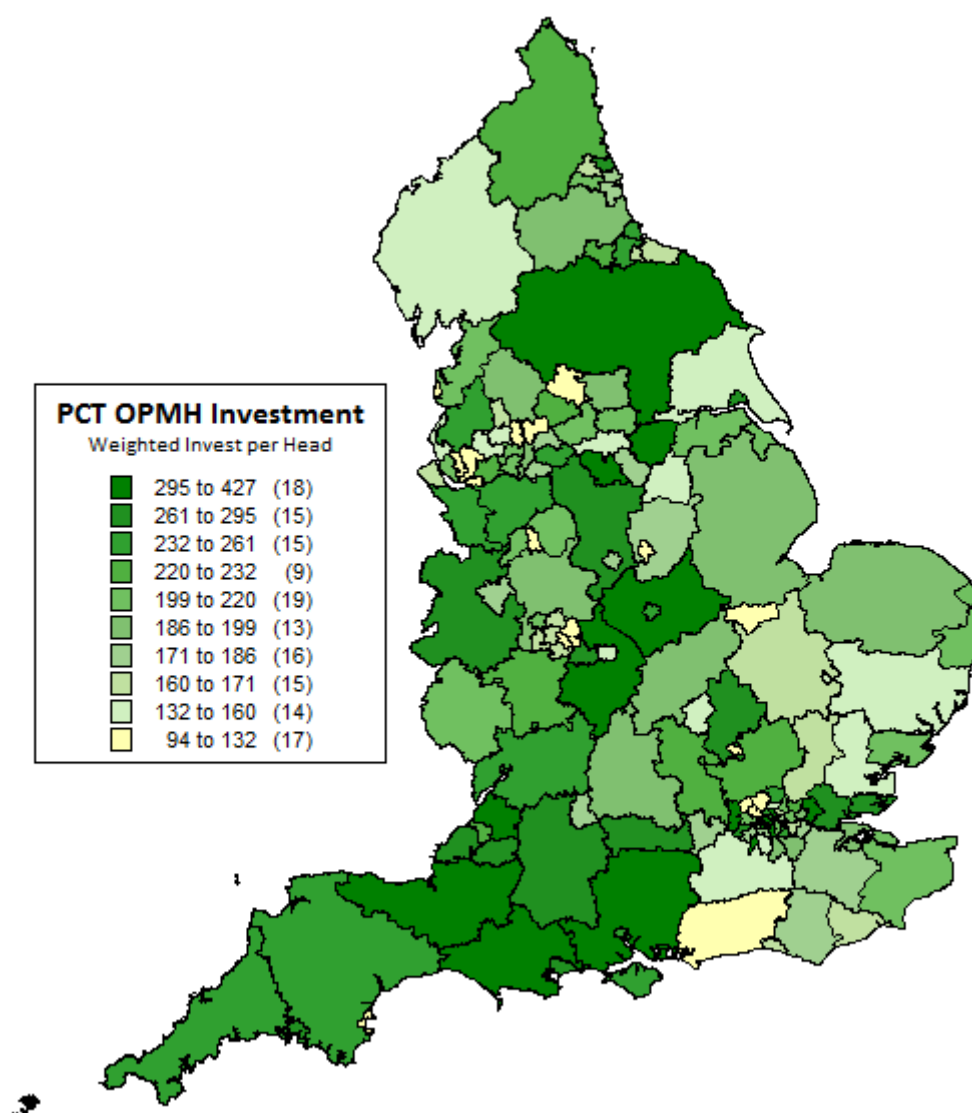 PCT OPMH Investment
Weighted Invest per Head
295 to 427 (18)
261 to 295 (15)
232 to 261 (15)
220 to 232 (9)
199 to 220 (19)
186 to 199 (13)
171 to 186 (16)
160 to 171 (15)
132 to 160 (14)
94 to 132 (17)